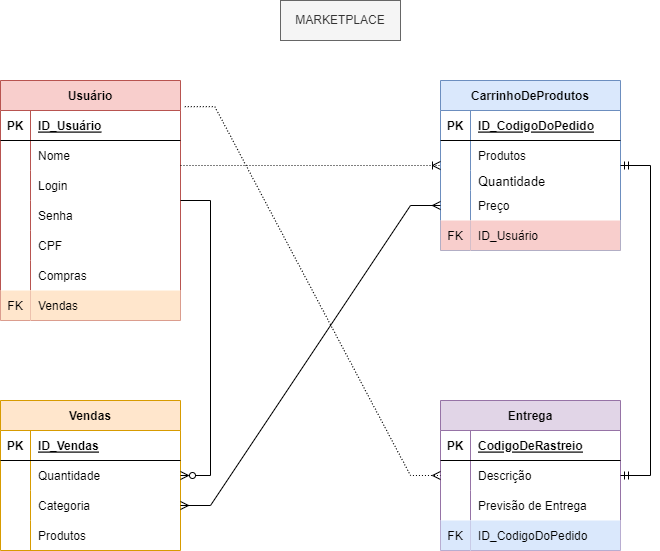 MARKETPLACE
Usuário
PK ID_Usuário
Nome
Login
Senha
CPF
Compras
FK Vendas
CarrinhoDeProdutos
PK ID_CodigoDoPedido
Produtos
Quantidade
Preço
FK ID_Usuário
Vendas
PK ID_Vendas
Quantidade
Categoria
Produtos
Entrega
PK CodigoDeRastreio
Descrição
Previsão de Entrega
FK ID_CodigoDoPedido